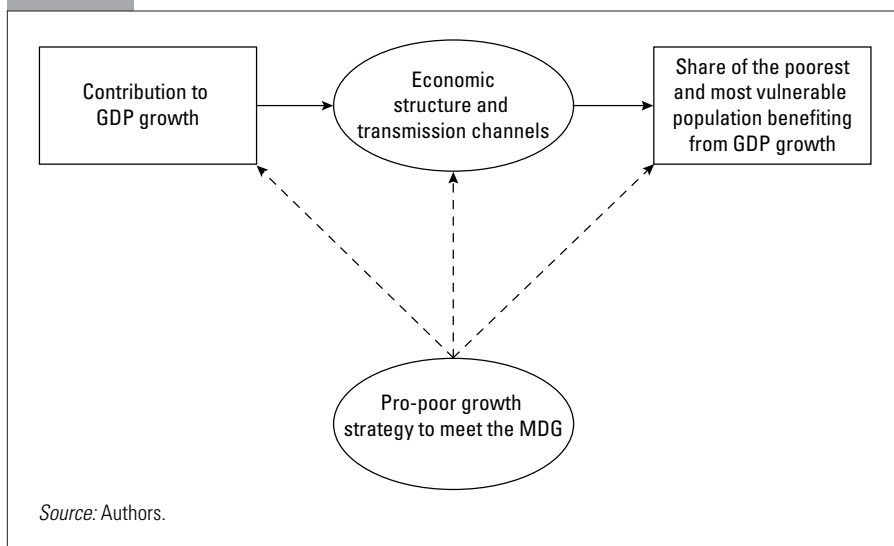 Contribution to
GDP growth
Economic
structure and
transmission channels
Share of the poorest
and most vulnerable
population benefiting
from GDP growth
Pro-poor growth
strategy to meet the MDG
Source: Authors.